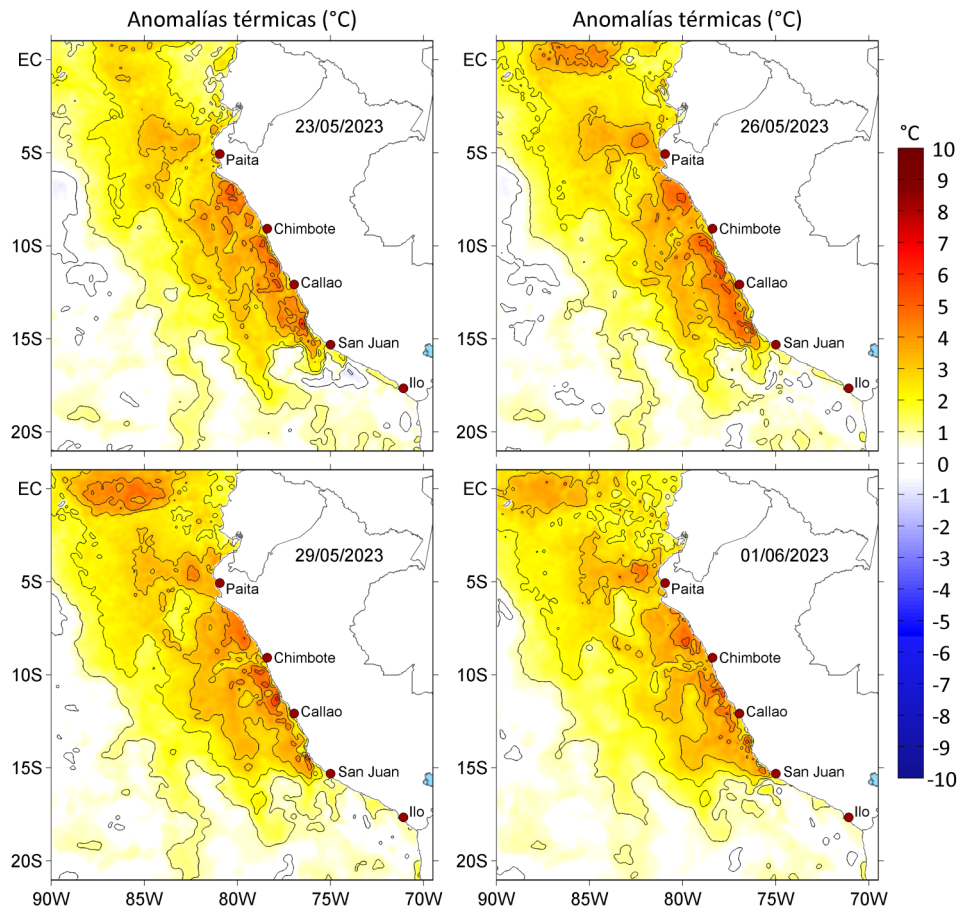 Anomalías térmicas (°C)
Anomalías térmicas (°C)
EC
5S
10S
15S
20S
23/05/2023
Paita
Chimbote
Callao
San Juan
Ilo
26/05/2023
EC
5S
10S
15S
20S
Paita
Chimbote
Callao
San Juan
Ilo
EC
5S
10S
15S
20S
29/05/2023
Paita
Chimbote
Callao
San Juan
Ilo
90W
85W
80W
75W
70W
EC
5S
10S
15S
20S
01/06/2023
Paita
Chimbote
Callao
San Juan
Ilo
90W
85W
80W
75W
70W
°C
10
9
8
7
6
5
4
3
2
1
0
-1
-2
-3
-4
-5
-6
-7
-8
-9
-10